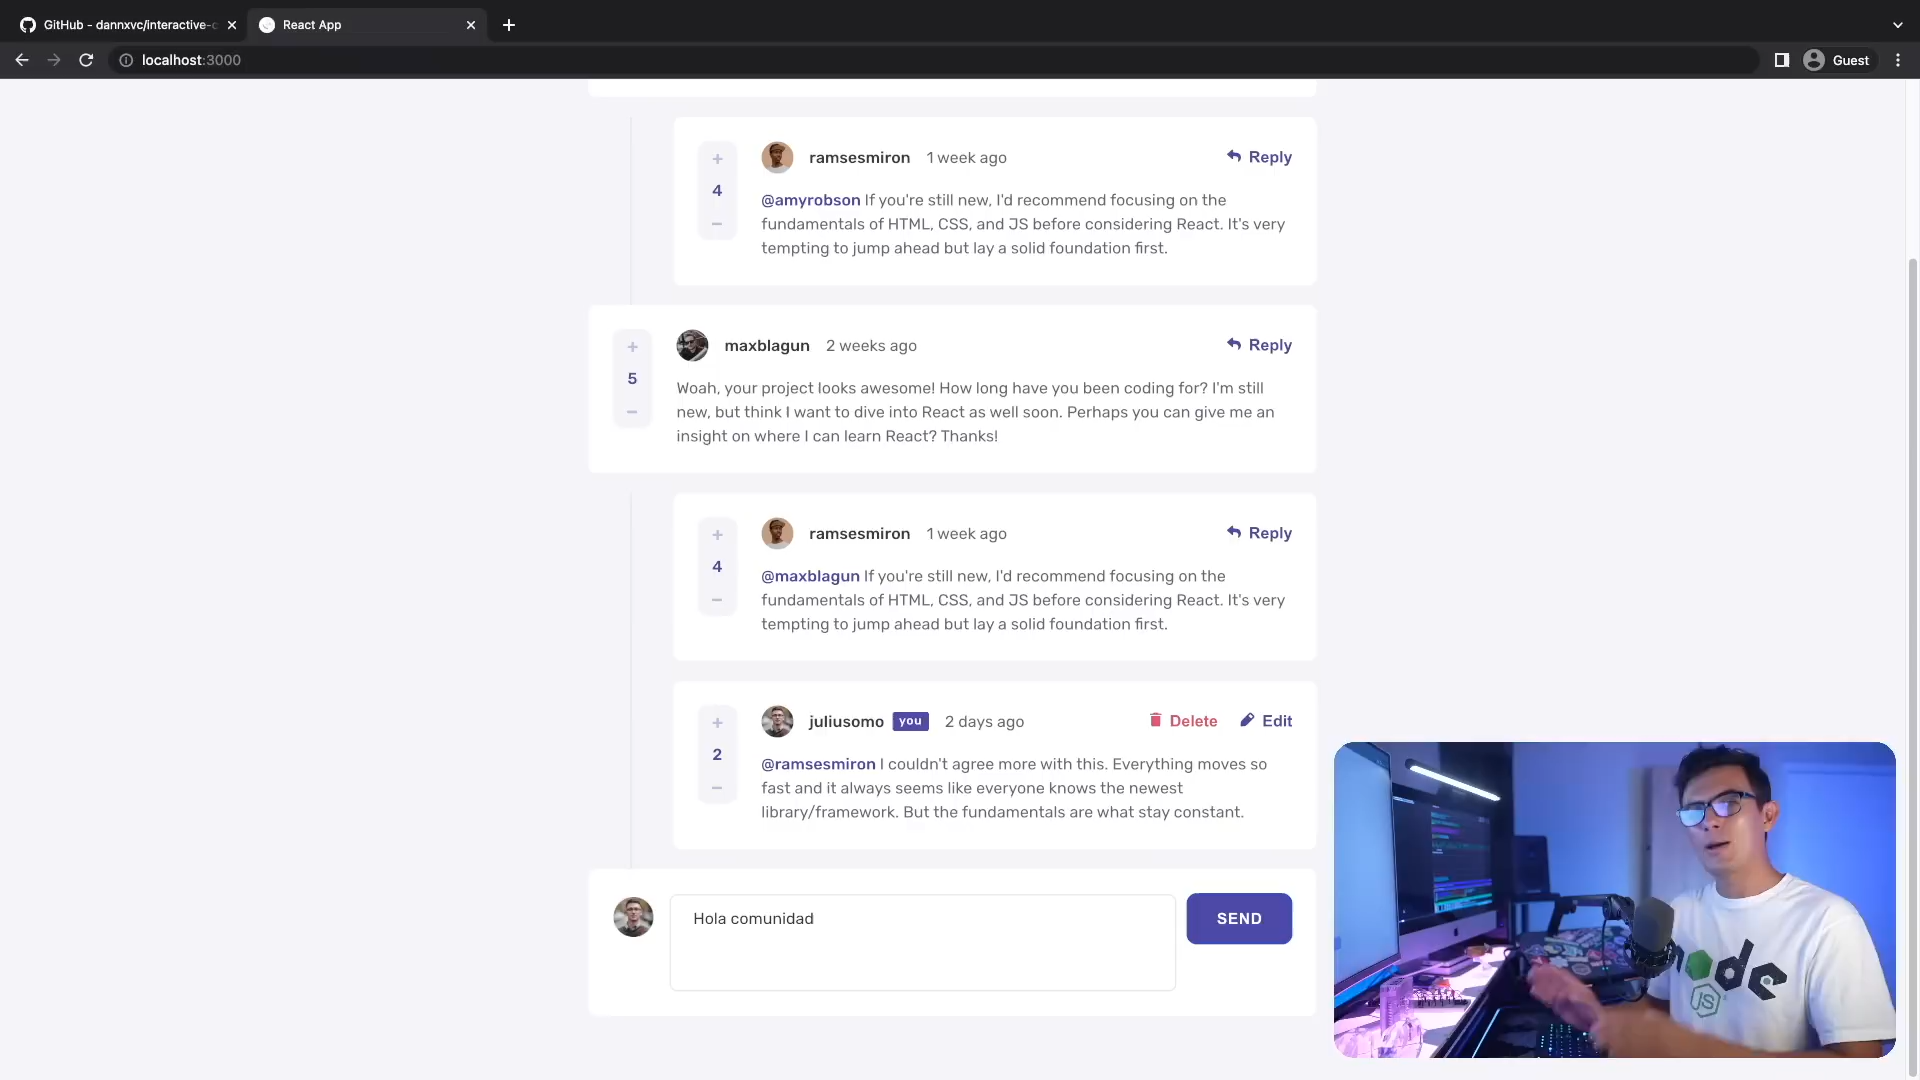 GitHub - dannxvc/interactive-c
React App
localhost:3000
Guest
ramsesmiron 1 week ago
Reply
+
4
−
@amyrobson If you're still new, I'd recommend focusing on the
fundamentals of HTML, CSS, and JS before considering React. It's very
tempting to jump ahead but lay a solid foundation first.
maxblagun 2 weeks ago
Reply
+
5
−
Woah, your project looks awesome! How long have you been coding for? I'm still
new, but think I want to dive into React as well soon. Perhaps you can give me an
insight on where I can learn React? Thanks!
ramsesmiron 1 week ago
Reply
+
4
−
@maxblagun If you're still new, I'd recommend focusing on the
fundamentals of HTML, CSS, and JS before considering React. It's very
tempting to jump ahead but lay a solid foundation first.
juliusomo you 2 days ago
Delete Edit
+
2
−
@ramsesmiron I couldn't agree more with this. Everything moves so
fast and it always seems like everyone knows the newest
library/framework. But the fundamentals are what stay constant.
Hola comunidad
SEND
node
JS